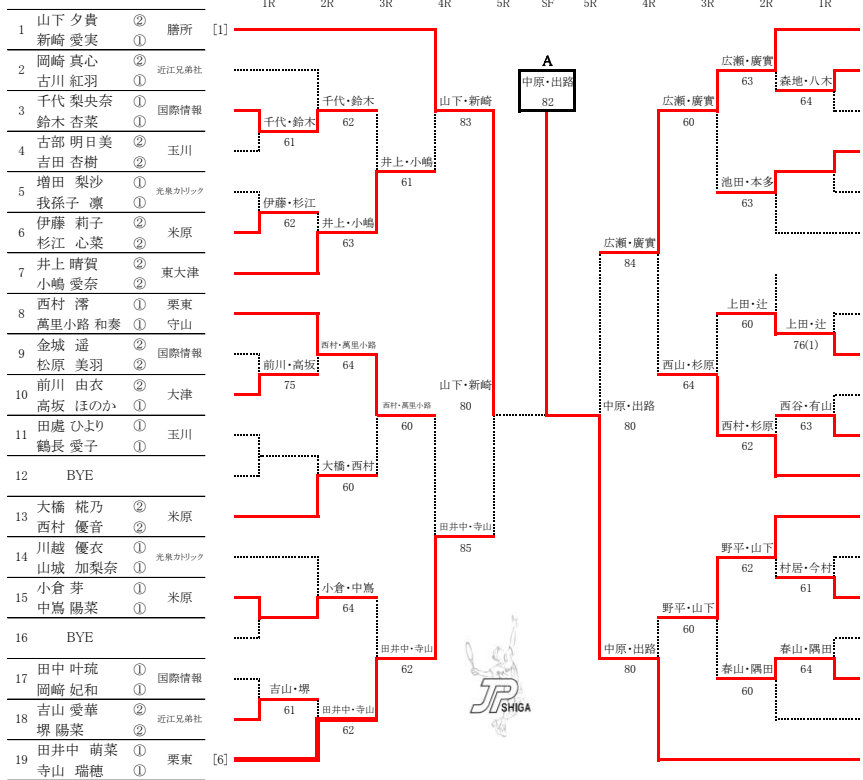 1R 2R 3R 4R 5R SF 5R 4R 3R 2R 1R
1 山下 夕貴 ② 膳所 [1]
新崎 愛実 ①
2 岡崎 真心 ② 近江兄弟社
古川 紅羽 ①
3 千代 梨央奈 ① 国際情報
鈴木 杏菜 ①
4 古部 明日美 ② 玉川
吉田 杏樹 ②
5 増田 梨沙 ① 光泉カトリック
我孫子 凛 ①
6 伊藤 莉子 ② 米原
杉江 心菜 ②
7 井上 晴賀 ② 東大津
小嶋 愛奈 ②
8 西村 澪 ① 栗東
萬里小路 和奏 ① 守山
9 金城 遥 ② 国際情報
松原 美羽 ②
10 前川 由衣 ② 大津
高坂 ほのか ①
11 田處 ひより ① 玉川
鶴長 愛子 ①
12 BYE
13 大橋 椛乃 ② 米原
西村 優音 ②
14 川越 優衣 ① 光泉カトリック
山城 加梨奈 ①
15 小倉 芽 ① 米原
中嶌 陽菜 ①
16 BYE
17 田中 叶琉 ① 国際情報
岡崎 妃和 ①
18 吉山 愛華 ② 近江兄弟社
堺 陽菜 ②
19 田井中 萌菜 ① 栗東 [6]
寺山 瑞穂 ①
千代・鈴木
61
伊藤・杉江
62
前川・高坂
75
吉山・堺
61
千代・鈴木
62
井上・小嶋
63
西村・萬里小路
64
大橋・西村
60
小倉・中嶌
64
田井中・寺山
62
井上・小嶋
61
西村・萬里小路
60
田井中・寺山
62
山下・新崎
83
田井中・寺山
85
山下・新崎
80
A
中原・出路
82
中原・出路
80
広瀬・廣實
84
中原・出路
80
広瀬・廣實
60
西山・杉原
64
野平・山下
60
広瀬・廣實
63
池田・本多
63
上田・辻
60
西村・杉原
62
野平・山下
62
春山・隅田
60
森地・八木
64
上田・辻
76(1)
西谷・有山
63
村居・今村
61
春山・隅田
64
JP
SHIGA